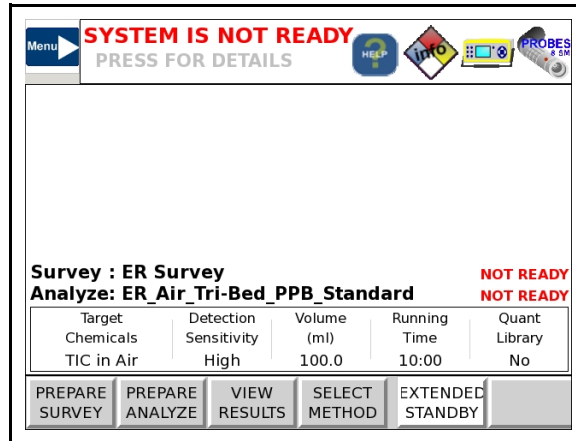 Menu
SYSTEM IS NOT READY
PRESS FOR DETAILS
HELP
info
PROBES
& SM
Survey : ER Survey NOT READY
Analyze: ER_Air_Tri-Bed_PPB_Standard NOT READY
Target Detection Volume Running Quant
Chemicals Sensitivity (ml) Time Library
TIC in Air High 100.0 10:00 No
PREPARE PREPARE VIEW SELECT EXTENDED
SURVEY ANALYZE RESULTS METHOD STANDBY